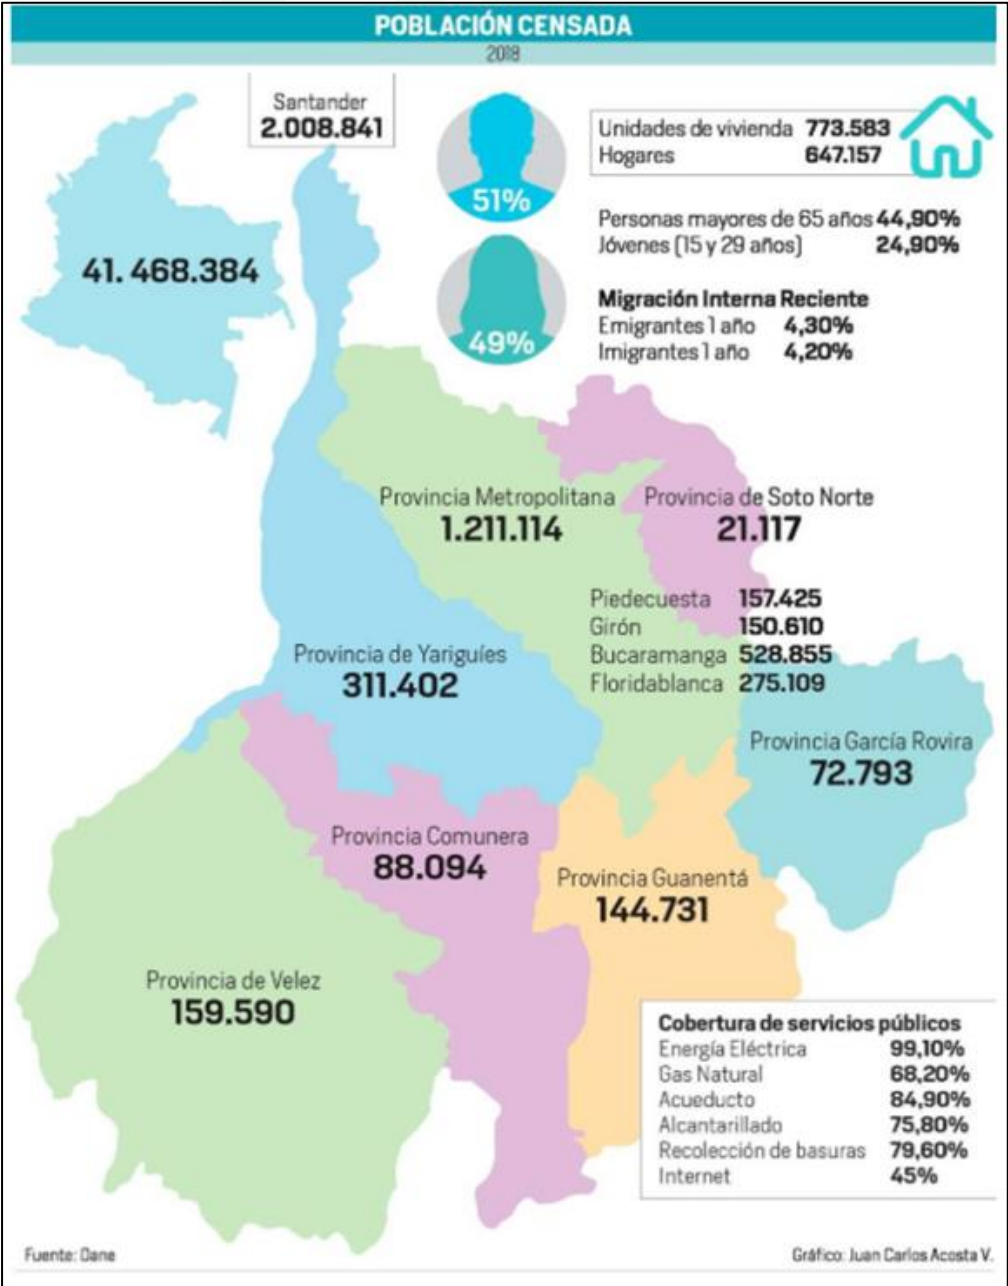 POBLACIÓN CENSADA
2018
Santander
2.008.841
41. 468.384
51%
49%
Unidades de vivienda 773.583
Hogares 647.157
Personas mayores de 65 años 44,90%
Jóvenes (15 y 29 años) 24,90%
Migración Interna Reciente
Emigrantes 1 año 4,30%
Imigrantes 1 año 4,20%
Provincia Metropolitana
1.211.114
Provincia de Soto Norte
21.117
Piedecuesta 157.425
Girón 150.610
Bucaramanga 528.855
Floridablanca 275.109
Provincia de Yariguíes
311.402
Provincia García Rovira
72.793
Provincia Comunera
88.094
Provincia Guanentá
144.731
Provincia de Velez
159.590
Cobertura de servicios públicos
Energía Eléctrica 99,10%
Gas Natural 68,20%
Acueducto 84,90%
Alcantarillado 75,80%
Recolección de basuras 79,60%
Internet 45%
Fuente: Dane
Gráfico: Juan Carlos Acosta V.